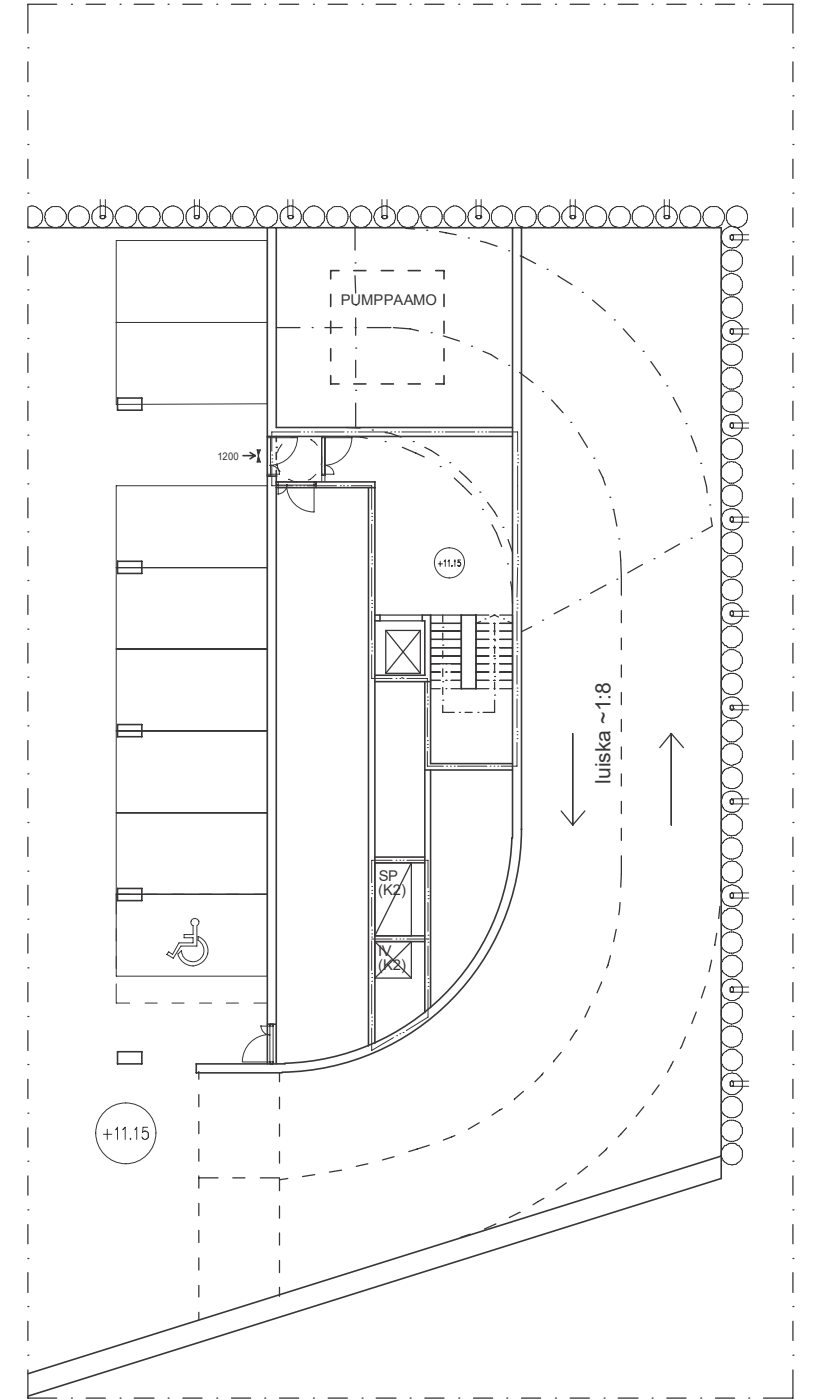 PUMPPAAMO
1200
+11.15
luiska ~1:8
SP
(K2)
IV
(K2)
+11.15